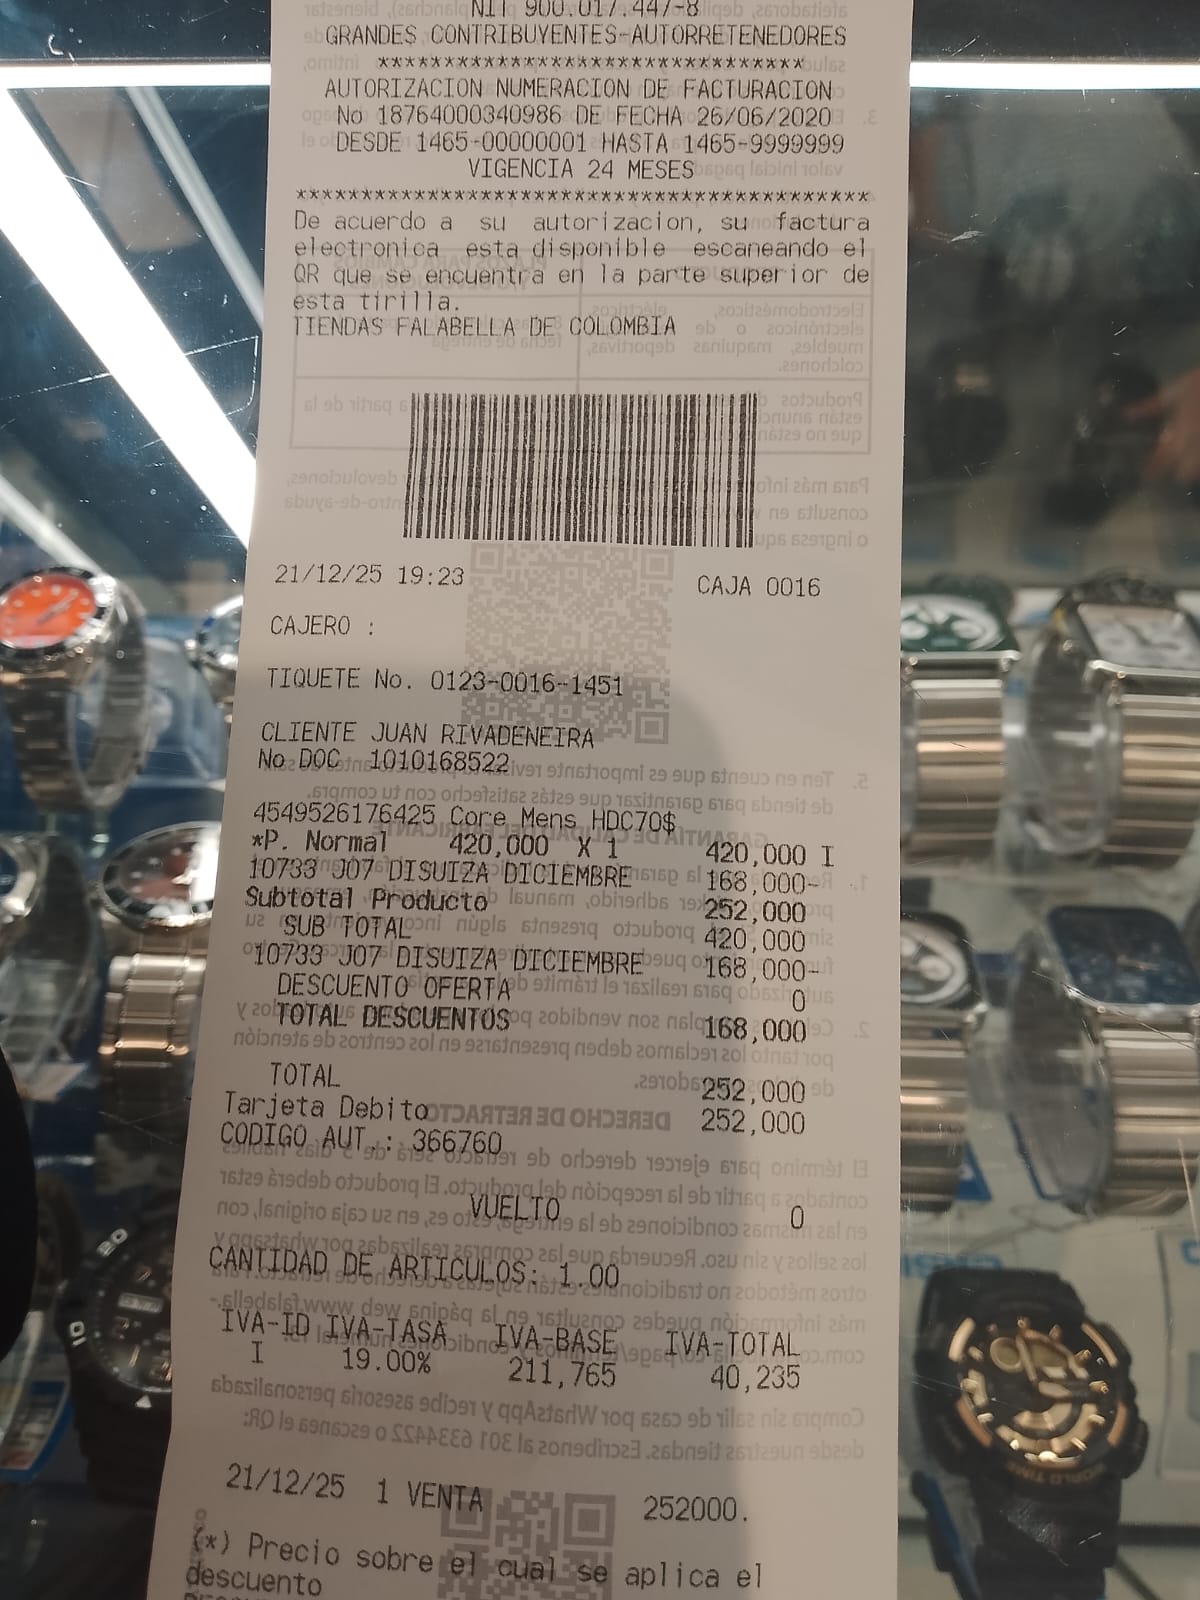 NIT 900.017.447-8
GRANDES CONTRIBUYENTES-AUTORRETENEDORES
*********************************
AUTORIZACION NUMERACION DE FACTURACION
No 18764000340986 DE FECHA 26/06/2020
DESDE 1465-00000001 HASTA 1465-9999999
VIGENCIA 24 MESES
********************************************
De acuerdo a su autorizacion, su factura
electronica esta disponible escaneando el
QR que se encuentra en la parte superior de
esta tirilla.
TIENDAS FALABELLA DE COLOMBIA
21/12/25 19:23 CAJA 0016
CAJERO :
TIQUETE No. 0123-0016-1451
CLIENTE JUAN RIVADENEIRA
No DOC 1010168522
4549526176425 Core Mens HDC70$
*P. Normal 420,000 X 1 420,000 I
10733 J07 DISUIZA DICIEMBRE 168,000-
Subtotal Producto 252,000
SUB TOTAL 420,000
10733 J07 DISUIZA DICIEMBRE 168,000-
DESCUENTO OFERTA 0
TOTAL DESCUENTOS 168,000
TOTAL 252,000
Tarjeta Debito 252,000
CODIGO AUT.: 366760
VUELTO 0
CANTIDAD DE ARTICULOS: 1.00
IVA-ID IVA-TASA IVA-BASE IVA-TOTAL
I 19.00% 211,765 40,235
21/12/25 1 VENTA 252000.
(*) Precio sobre el cual se aplica el
descuento